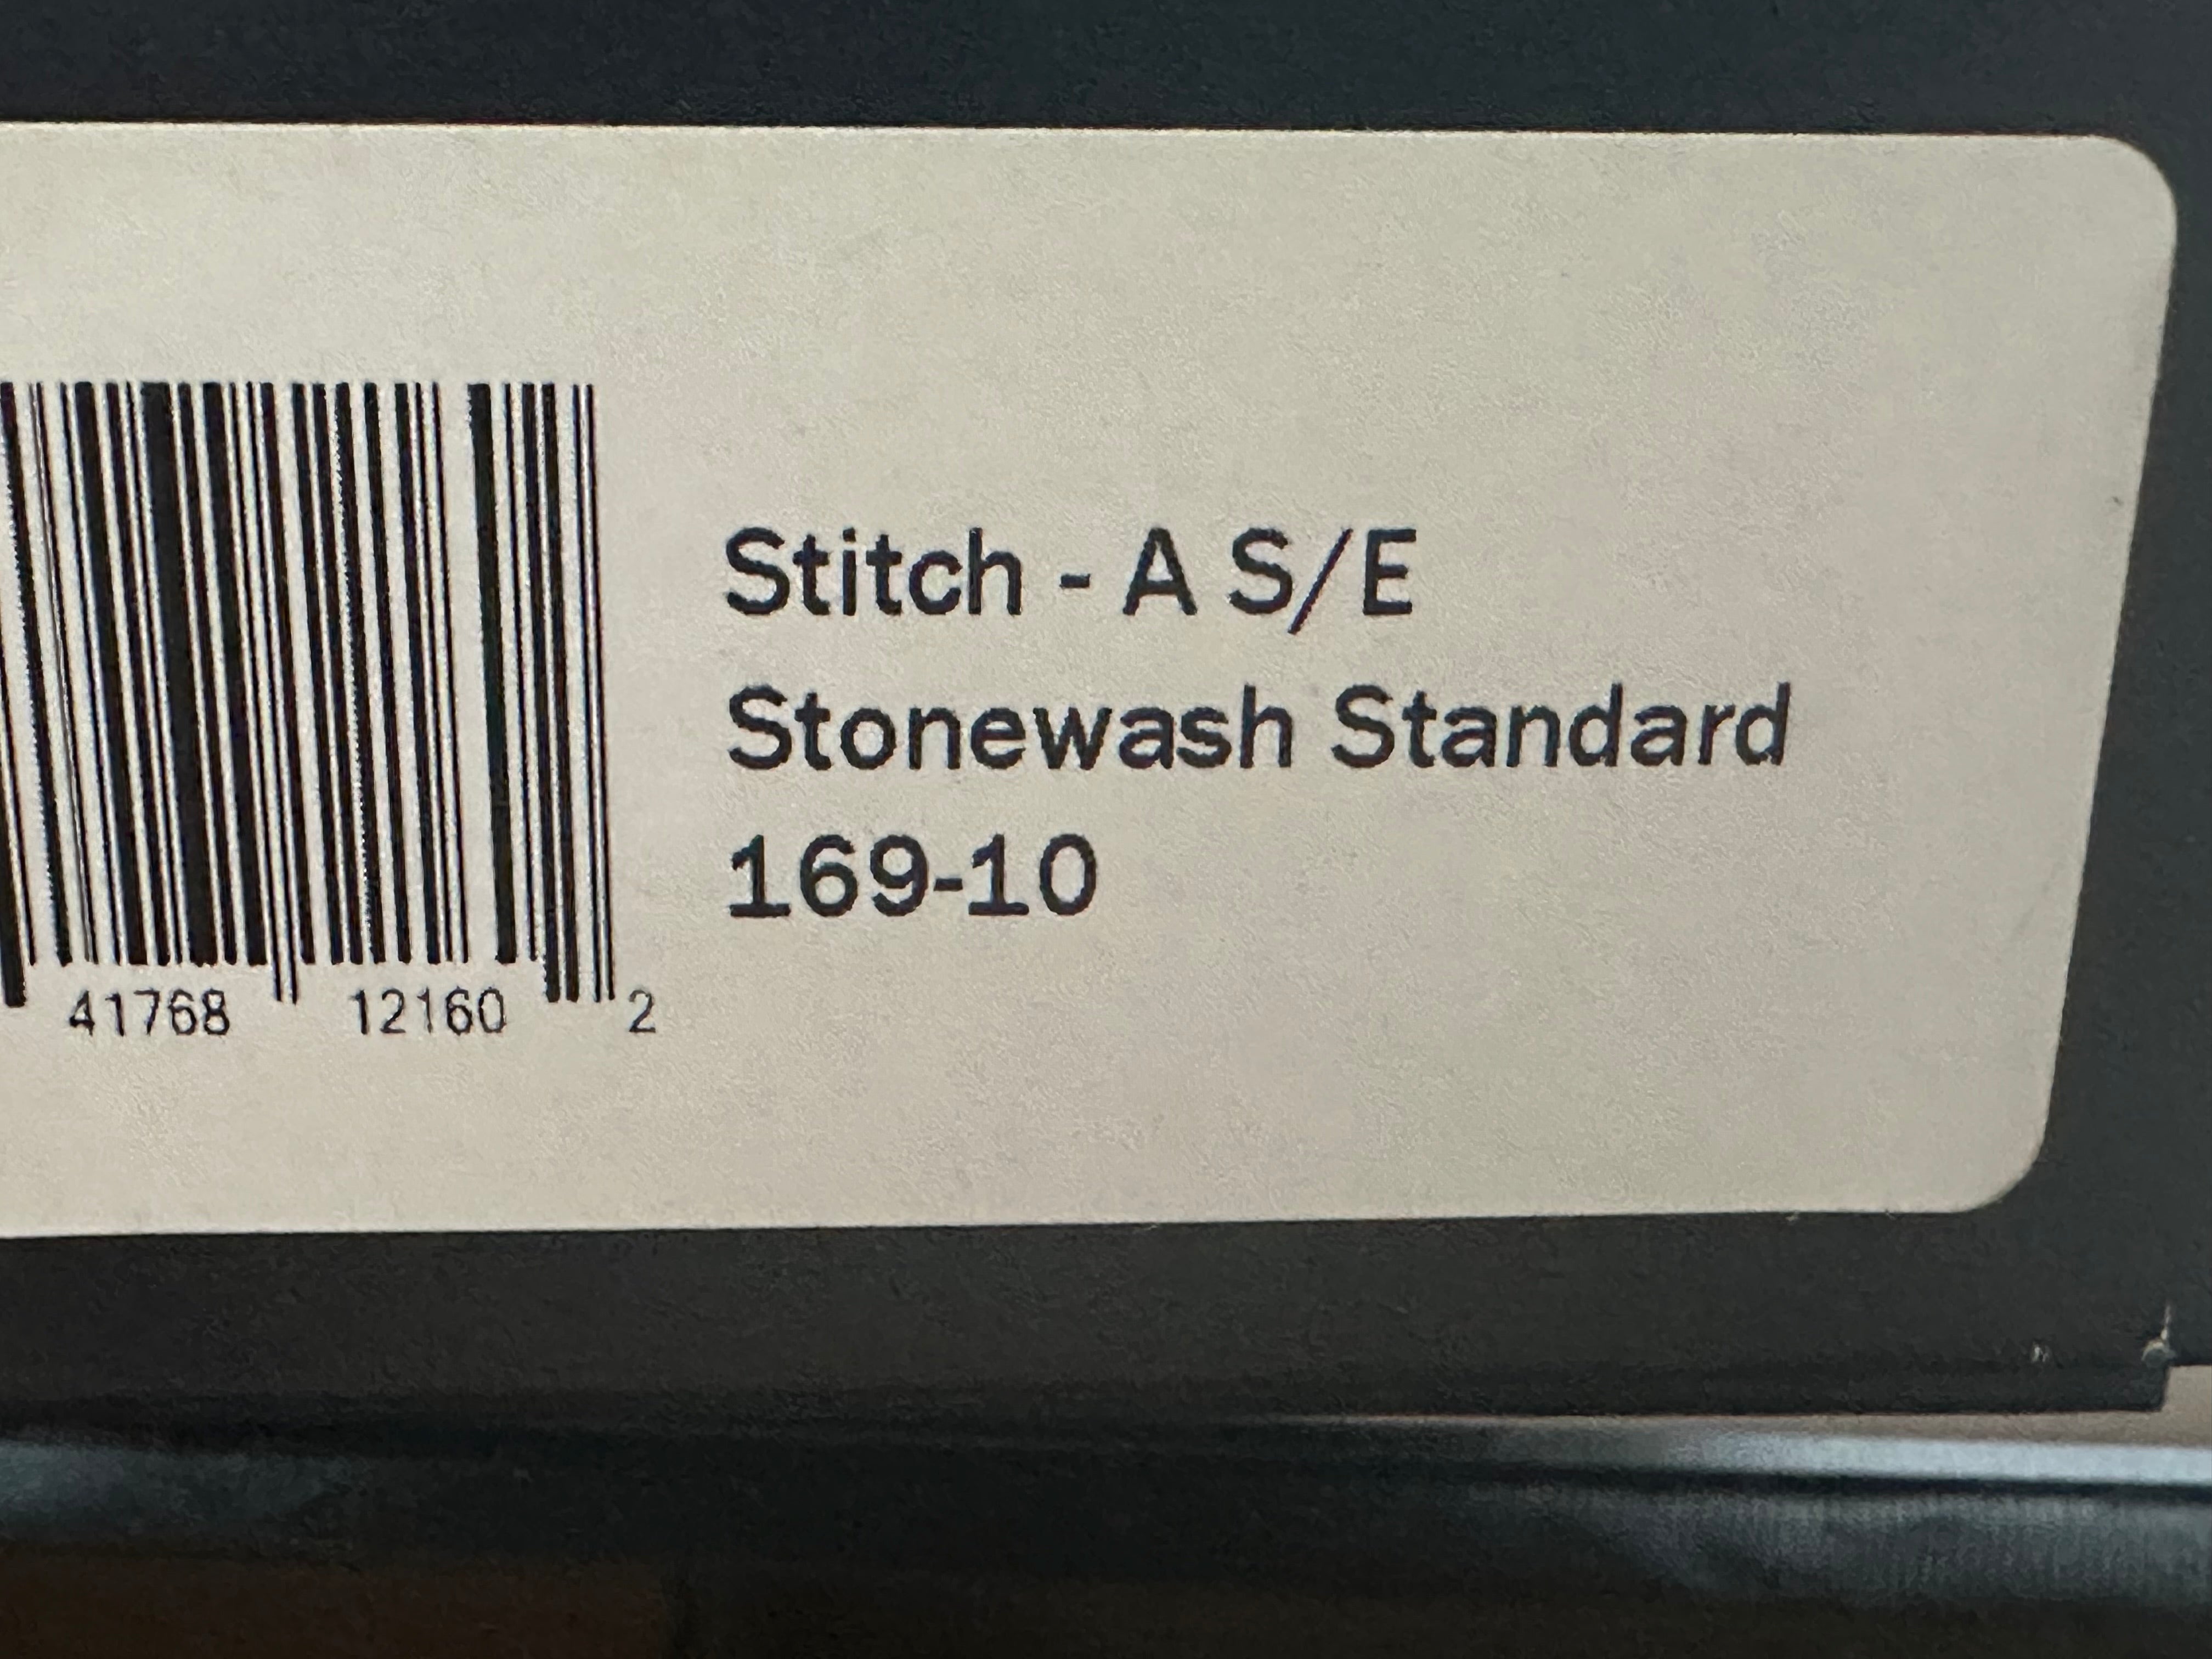 Stitch - A S/E
Stonewash Standard
169-10
41768 12160 2